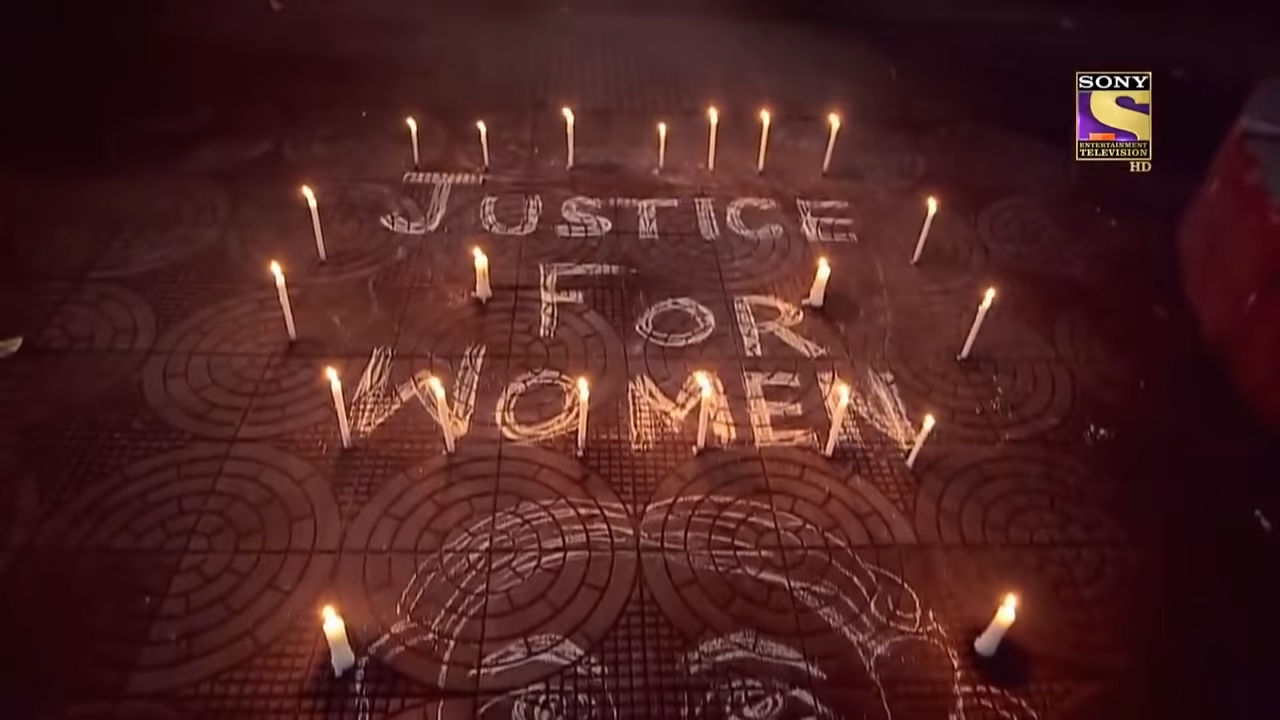 SONY
ENTERTAINMENT
TELEVISION
HD
JUSTICE
FOR
WOMEN